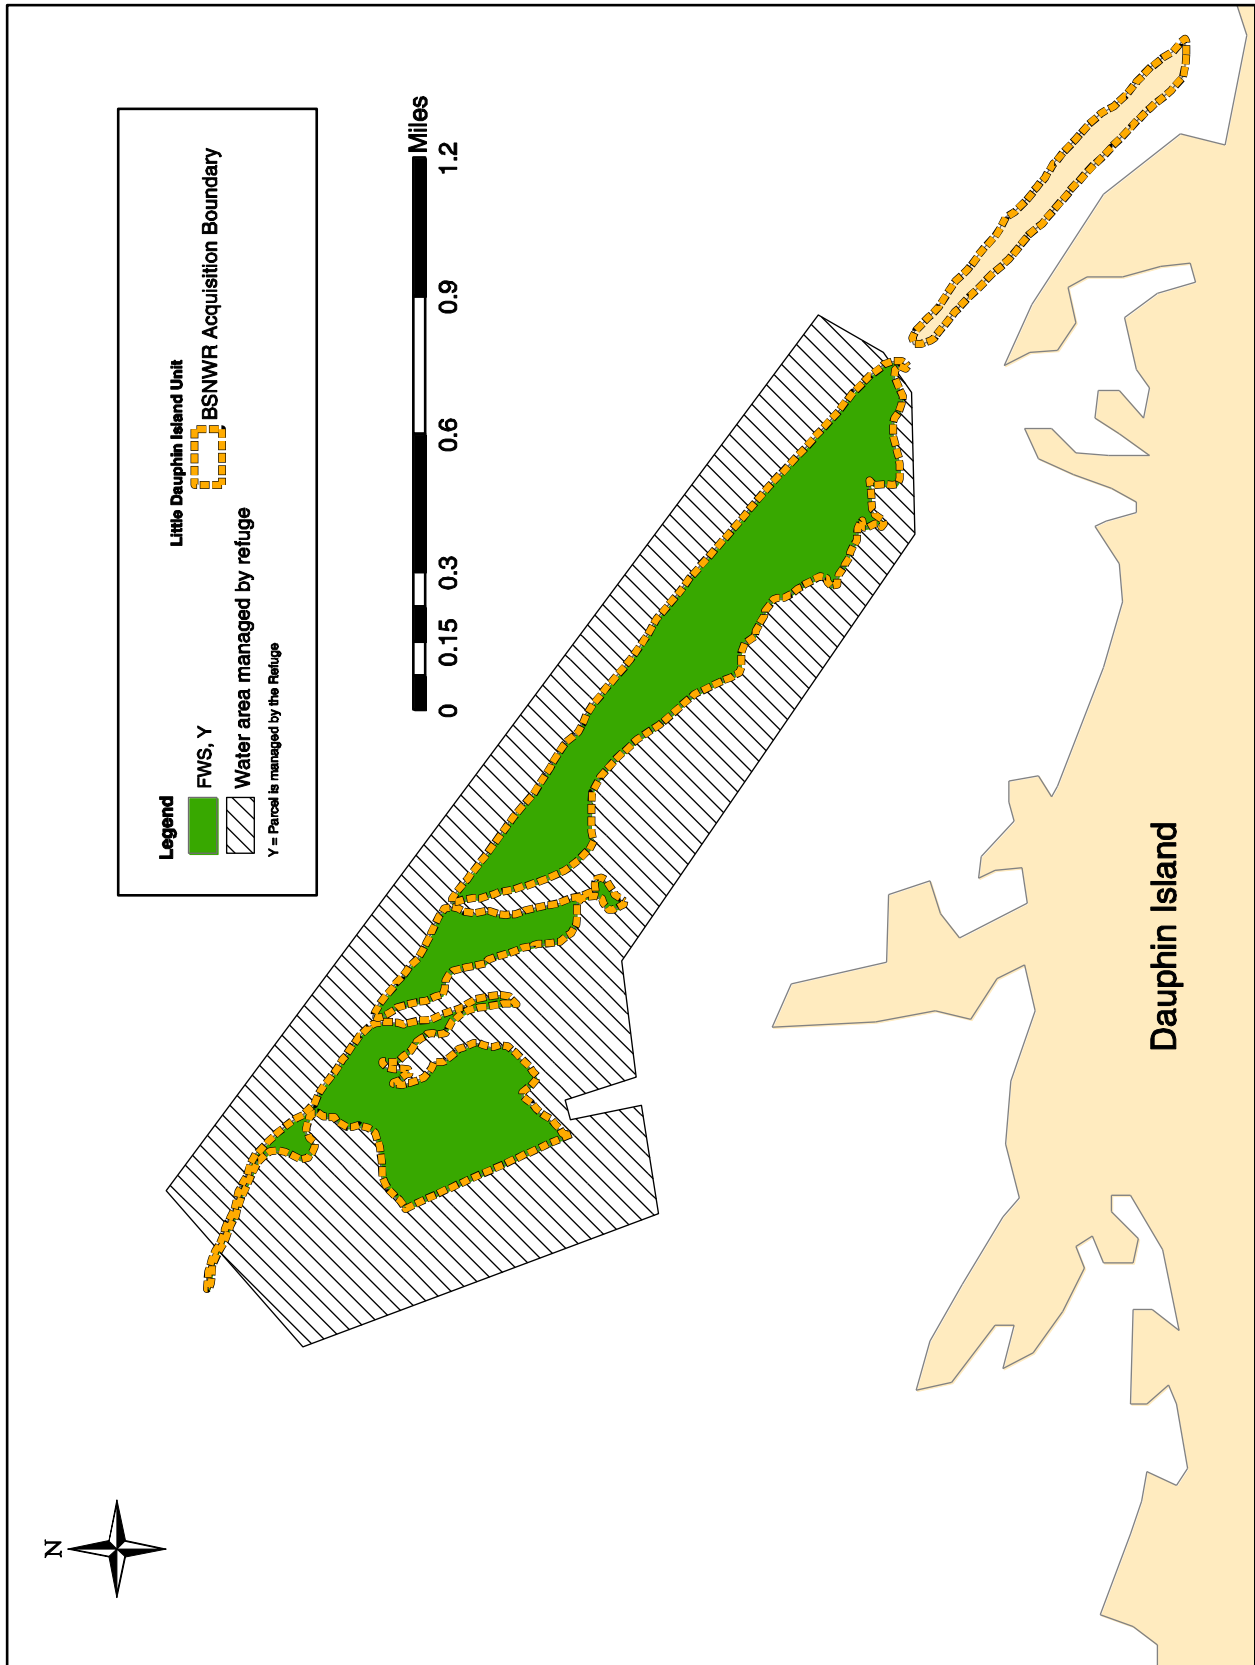 N
Little Dauphin Island Unit
Legend
FWS, Y
BSNWR Acquisition Boundary
Water area managed by refuge
Y = Parcel is managed by the Refuge
0 0.15 0.3 0.6 0.9 1.2
Miles
Dauphin Island